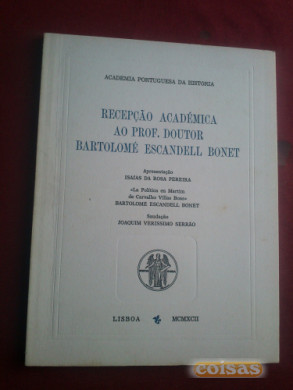 ACADEMIA PORTUGUESA DA HISTÓRIA
RECEPÇÃO ACADÉMICA
AO PROF. DOUTOR
BARTOLOMÉ ESCANDELL BONET
Apresentação
ISAÍAS DA ROSA PEREIRA
«La Política en Martín
de Carvalho Villas Boas»
BARTOLOMÉ ESCANDELL BONET
Saudação
JOAQUIM VERÍSSIMO SERRÃO
LISBOA
MCMXCII
coisas